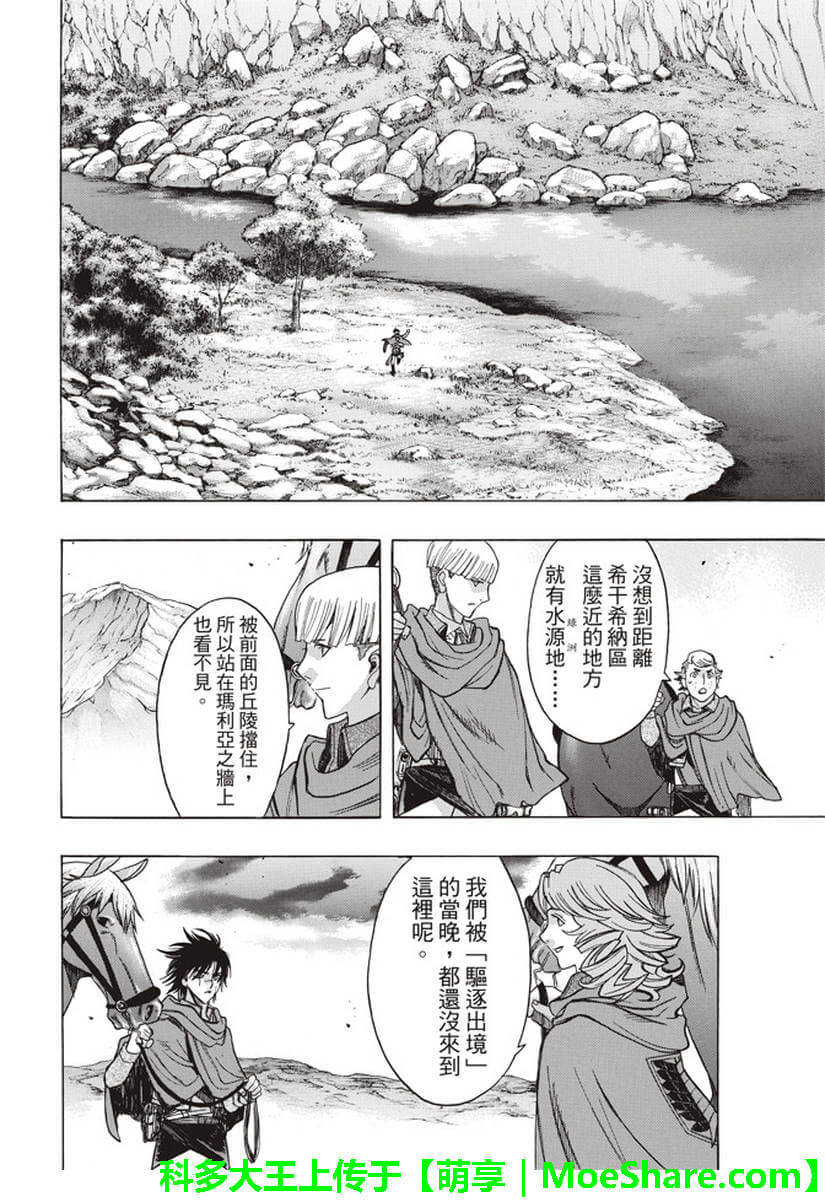 沒想到距離
希干希納區
這麼近的地方
綠洲
就有水源地……
被前面的丘陵擋住，
所以站在瑪利亞之牆上
也看不見。
我們被「驅逐出境」
的當晚，都還沒來到
這裡呢。
科多大王上传于【萌享│MoeShare.com】